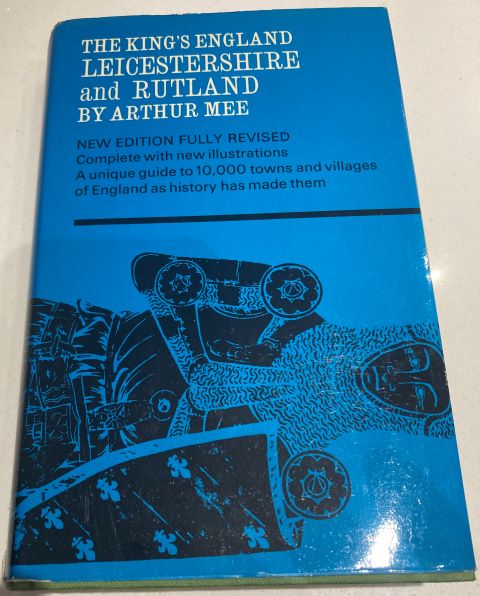 THE KING'S ENGLAND
LEICESTERSHIRE
and RUTLAND
BY ARTHUR MEE
NEW EDITION FULLY REVISED
Complete with new illustrations
A unique guide to 10,000 towns and villages
of England as history has made them